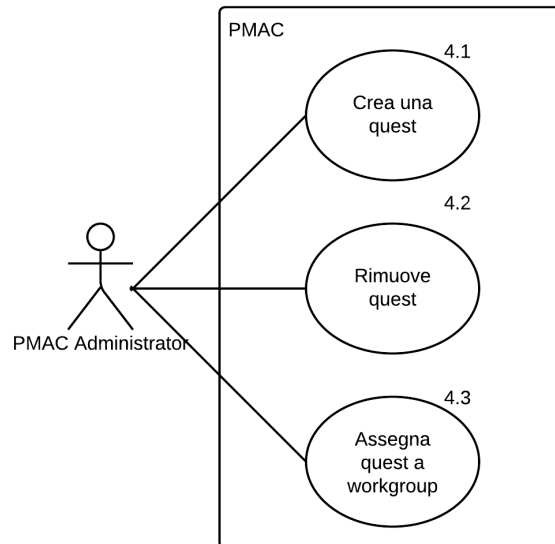 PMAC
4.1
Crea una
quest
4.2
Rimuove
quest
PMAC Administrator
4.3
Assegna
quest a
workgroup